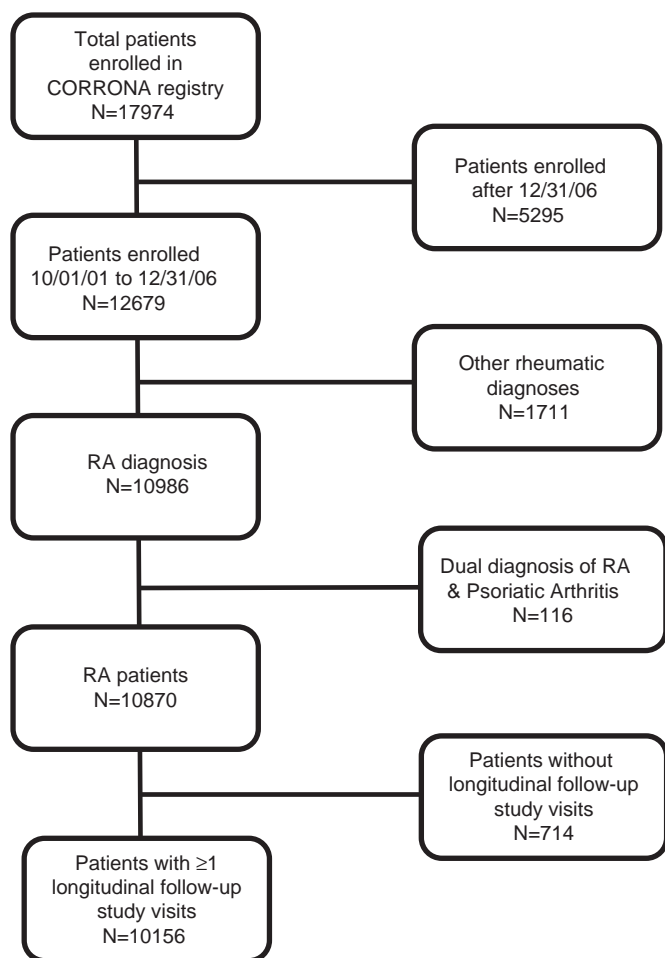 Total patients
enrolled in
CORRONA registry
N=17974
Patients enrolled
after 12/31/06
N=5295
Patients enrolled
10/01/01 to 12/31/06
N=12679
Other rheumatic
diagnoses
N=1711
RA diagnosis
N=10986
Dual diagnosis of RA
& Psoriatic Arthritis
N=116
RA patients
N=10870
Patients without
longitudinal follow-up
study visits
N=714
Patients with ≥1
longitudinal follow-up
study visits
N=10156